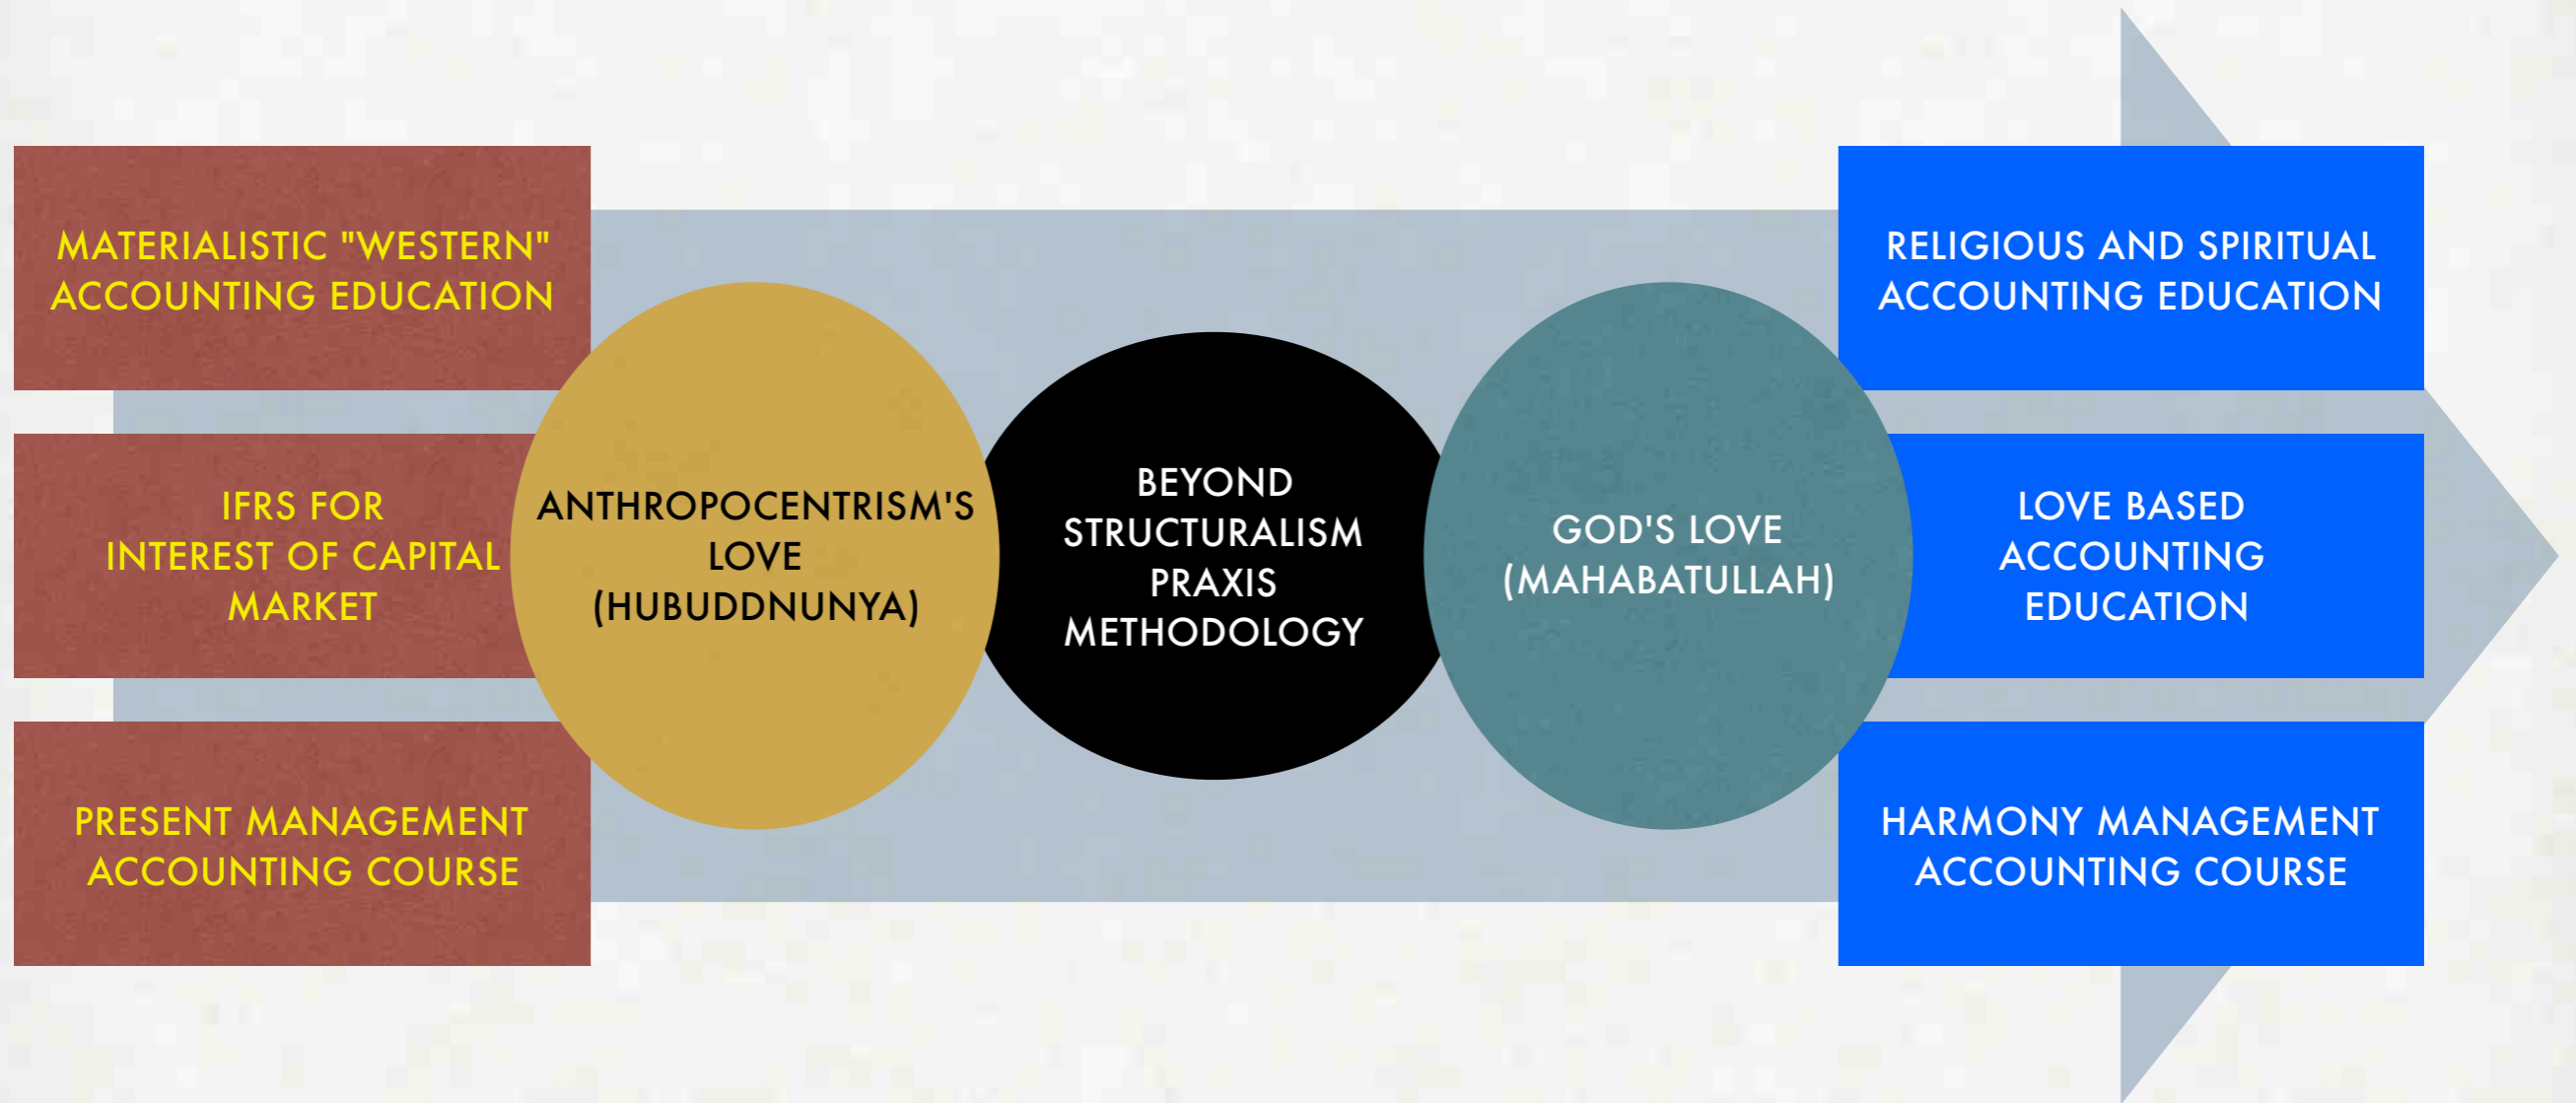 MATERIALISTIC "WESTERN"
ACCOUNTING EDUCATION
IFRS FOR
INTEREST OF CAPITAL
MARKET
PRESENT MANAGEMENT
ACCOUNTING COURSE
ANTHROPOCENTRISM'S
LOVE
(HUBUDDNUNYA)
BEYOND
STRUCTURALISM
PRAXIS
METHODOLOGY
GOD'S LOVE
(MAHABATULLAH)
RELIGIOUS AND SPIRITUAL
ACCOUNTING EDUCATION
LOVE BASED
ACCOUNTING
EDUCATION
HARMONY MANAGEMENT
ACCOUNTING COURSE